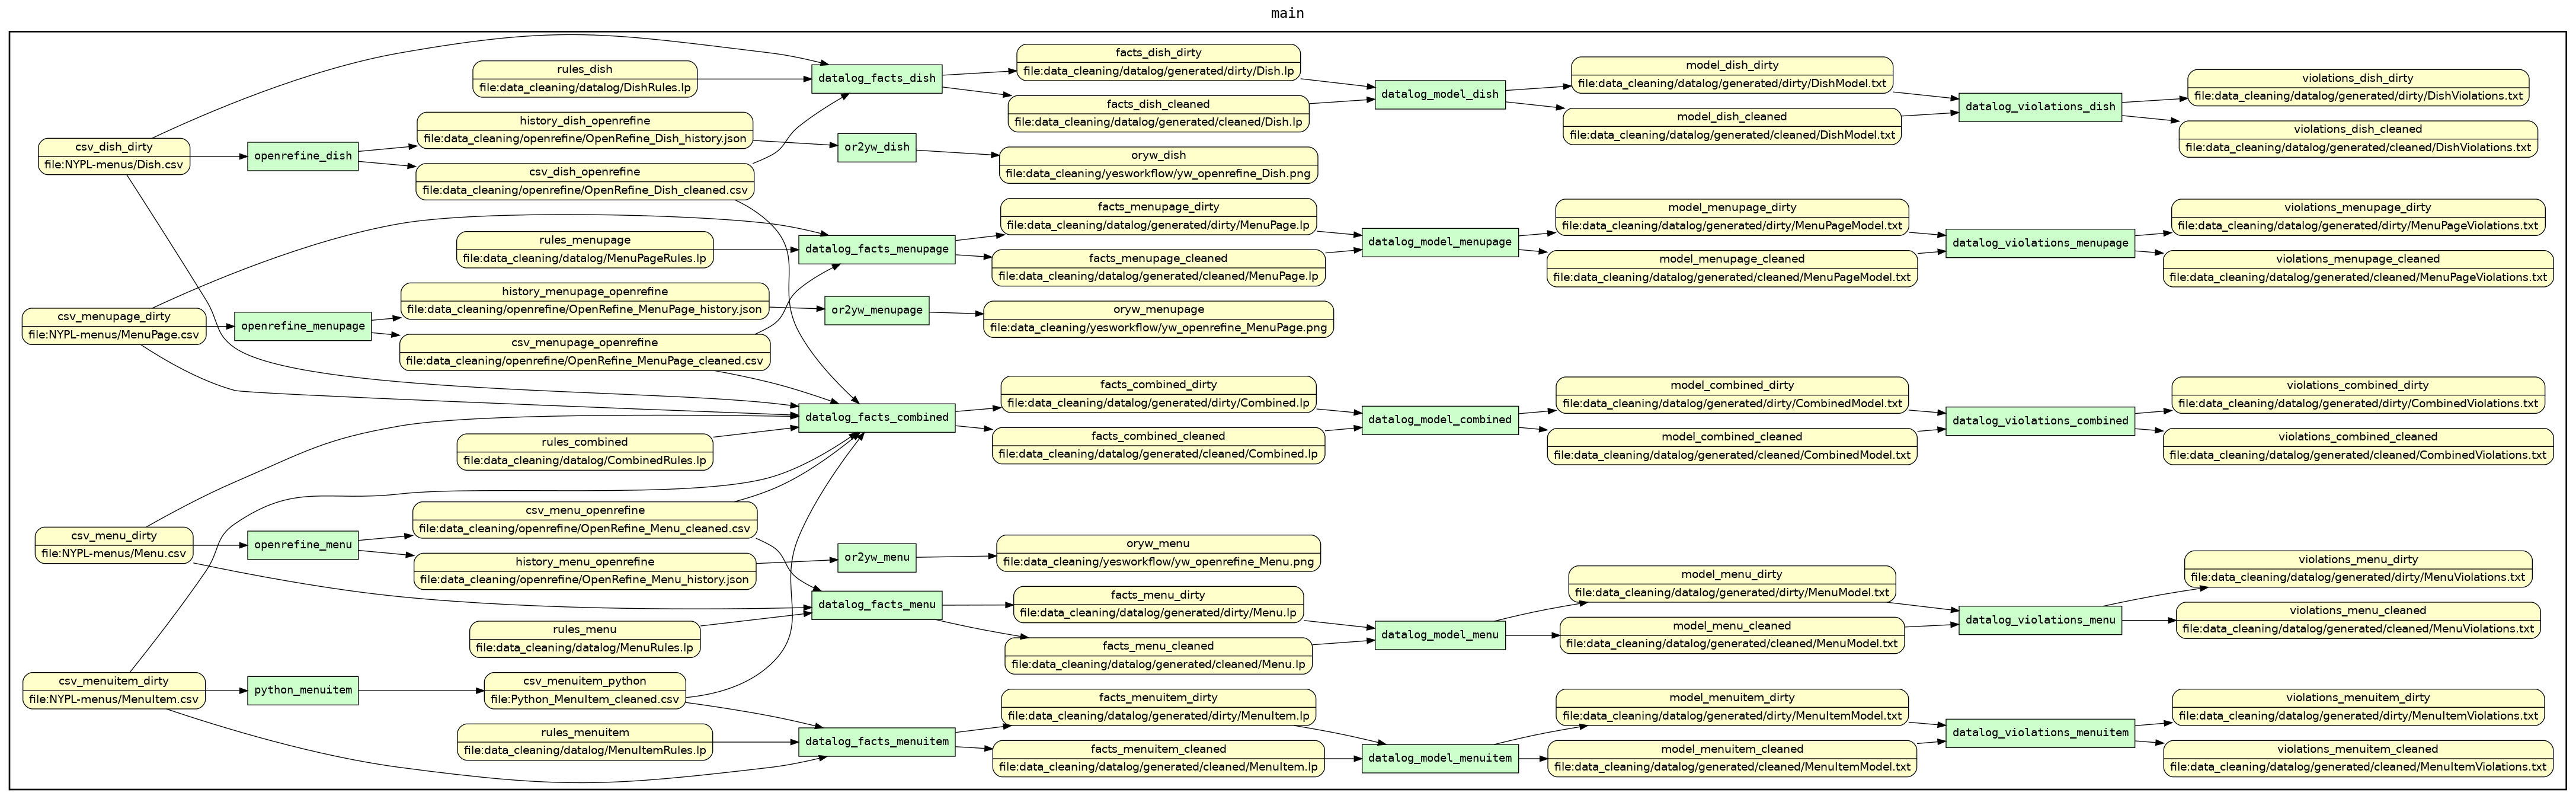 main
csv_dish_dirty
file:NYPL-menus/Dish.csv
csv_menupage_dirty
file:NYPL-menus/MenuPage.csv
csv_menu_dirty
file:NYPL-menus/Menu.csv
csv_menuitem_dirty
file:NYPL-menus/MenuItem.csv
openrefine_dish
openrefine_menupage
openrefine_menu
python_menuitem
rules_dish
file:data_cleaning/datalog/DishRules.lp
history_dish_openrefine
file:data_cleaning/openrefine/OpenRefine_Dish_history.json
csv_dish_openrefine
file:data_cleaning/openrefine/OpenRefine_Dish_cleaned.csv
rules_menupage
file:data_cleaning/datalog/MenuPageRules.lp
history_menupage_openrefine
file:data_cleaning/openrefine/OpenRefine_MenuPage_history.json
csv_menupage_openrefine
file:data_cleaning/openrefine/OpenRefine_MenuPage_cleaned.csv
rules_combined
file:data_cleaning/datalog/CombinedRules.lp
csv_menu_openrefine
file:data_cleaning/openrefine/OpenRefine_Menu_cleaned.csv
history_menu_openrefine
file:data_cleaning/openrefine/OpenRefine_Menu_history.json
rules_menu
file:data_cleaning/datalog/MenuRules.lp
csv_menuitem_python
file:Python_MenuItem_cleaned.csv
rules_menuitem
file:data_cleaning/datalog/MenuItemRules.lp
datalog_facts_dish
or2yw_dish
datalog_facts_menupage
or2yw_menupage
datalog_facts_combined
or2yw_menu
datalog_facts_menu
datalog_facts_menuitem
facts_dish_dirty
file:data_cleaning/datalog/generated/dirty/Dish.lp
facts_dish_cleaned
file:data_cleaning/datalog/generated/cleaned/Dish.lp
oryw_dish
file:data_cleaning/yesworkflow/yw_openrefine_Dish.png
facts_menupage_dirty
file:data_cleaning/datalog/generated/dirty/MenuPage.lp
facts_menupage_cleaned
file:data_cleaning/datalog/generated/cleaned/MenuPage.lp
oryw_menupage
file:data_cleaning/yesworkflow/yw_openrefine_MenuPage.png
facts_combined_dirty
file:data_cleaning/datalog/generated/dirty/Combined.lp
facts_combined_cleaned
file:data_cleaning/datalog/generated/cleaned/Combined.lp
oryw_menu
file:data_cleaning/yesworkflow/yw_openrefine_Menu.png
facts_menu_dirty
file:data_cleaning/datalog/generated/dirty/Menu.lp
facts_menu_cleaned
file:data_cleaning/datalog/generated/cleaned/Menu.lp
facts_menuitem_dirty
file:data_cleaning/datalog/generated/dirty/MenuItem.lp
facts_menuitem_cleaned
file:data_cleaning/datalog/generated/cleaned/MenuItem.lp
datalog_model_dish
datalog_model_menupage
datalog_model_combined
datalog_model_menu
datalog_model_menuitem
model_dish_dirty
file:data_cleaning/datalog/generated/dirty/DishModel.txt
model_dish_cleaned
file:data_cleaning/datalog/generated/cleaned/DishModel.txt
model_menupage_dirty
file:data_cleaning/datalog/generated/dirty/MenuPageModel.txt
model_menupage_cleaned
file:data_cleaning/datalog/generated/cleaned/MenuPageModel.txt
model_combined_dirty
file:data_cleaning/datalog/generated/dirty/CombinedModel.txt
model_combined_cleaned
file:data_cleaning/datalog/generated/cleaned/CombinedModel.txt
model_menu_dirty
file:data_cleaning/datalog/generated/dirty/MenuModel.txt
model_menu_cleaned
file:data_cleaning/datalog/generated/cleaned/MenuModel.txt
model_menuitem_dirty
file:data_cleaning/datalog/generated/dirty/MenuItemModel.txt
model_menuitem_cleaned
file:data_cleaning/datalog/generated/cleaned/MenuItemModel.txt
datalog_violations_dish
datalog_violations_menupage
datalog_violations_combined
datalog_violations_menu
datalog_violations_menuitem
violations_dish_dirty
file:data_cleaning/datalog/generated/dirty/DishViolations.txt
violations_dish_cleaned
file:data_cleaning/datalog/generated/cleaned/DishViolations.txt
violations_menupage_dirty
file:data_cleaning/datalog/generated/dirty/MenuPageViolations.txt
violations_menupage_cleaned
file:data_cleaning/datalog/generated/cleaned/MenuPageViolations.txt
violations_combined_dirty
file:data_cleaning/datalog/generated/dirty/CombinedViolations.txt
violations_combined_cleaned
file:data_cleaning/datalog/generated/cleaned/CombinedViolations.txt
violations_menu_dirty
file:data_cleaning/datalog/generated/dirty/MenuViolations.txt
violations_menu_cleaned
file:data_cleaning/datalog/generated/cleaned/MenuViolations.txt
violations_menuitem_dirty
file:data_cleaning/datalog/generated/dirty/MenuItemViolations.txt
violations_menuitem_cleaned
file:data_cleaning/datalog/generated/cleaned/MenuItemViolations.txt